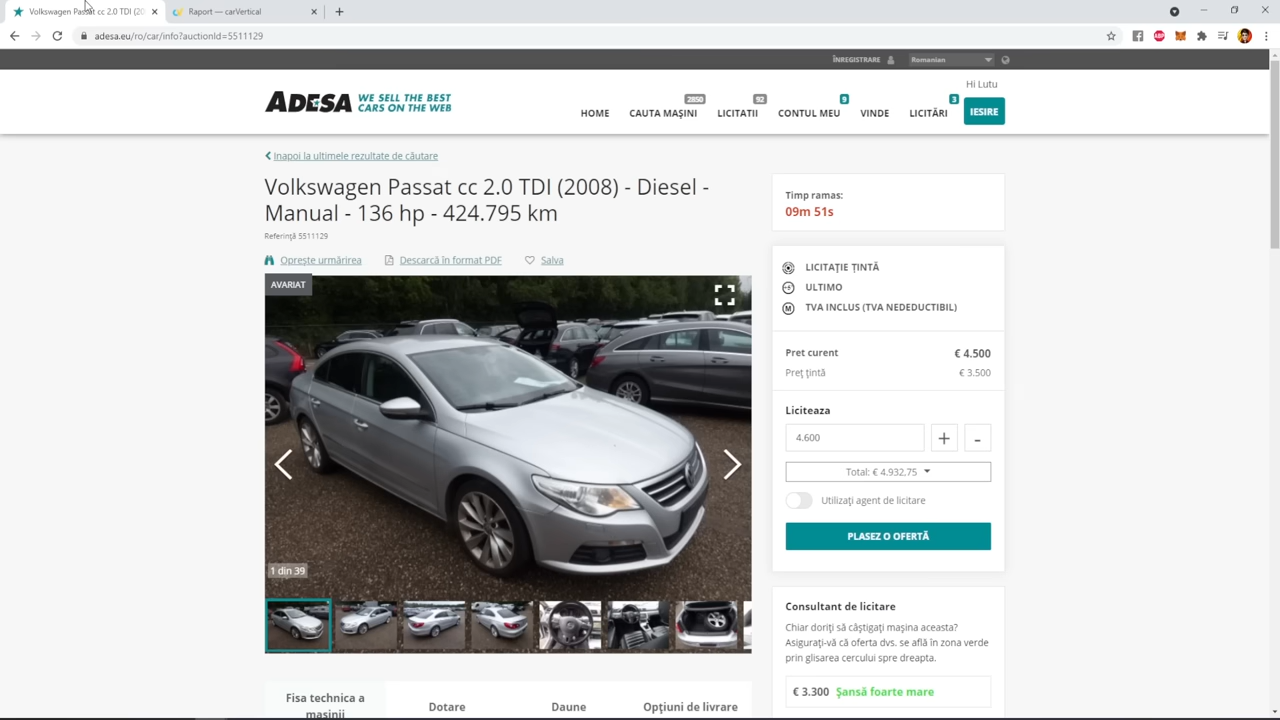 Volkswagen Passat cc 2.0 TDI (20
Raport — carVertical
adesa.eu/ro/car/info?auctionId=5511129
ÎNREGISTRARE
Romanian
Hi Lutu
ADESA WE SELL THE BEST
CARS ON THE WEB
HOME
CAUTA MAȘINI 2850
LICITATII 92
CONTUL MEU 9
VINDE
LICITĂRI 3
IESIRE
Inapoi la ultimele rezultate de căutare
Volkswagen Passat cc 2.0 TDI (2008) - Diesel -
Manual - 136 hp - 424.795 km
Referință 5511129
Oprește urmărirea
Descarcă în format PDF
Salva
AVARIAT
1 din 39
Fisa technica a
masinii
Dotare
Daune
Opțiuni de livrare
Timp ramas:
09m 51s
LICITAȚIE ȚINTĂ
ULTIMO
M TVA INCLUS (TVA NEDEDUCTIBIL)
Pret curent € 4.500
Preț țintă € 3.500
Liciteaza
4.600 + -
Total: € 4.932,75
Utilizați agent de licitare
PLASEZ O OFERTĂ
Consultant de licitare
Chiar doriți să câștigați mașina aceasta?
Asigurați-vă că oferta dvs. se află în zona verde
prin glisarea cercului spre dreapta.
€ 3.300 Șansă foarte mare